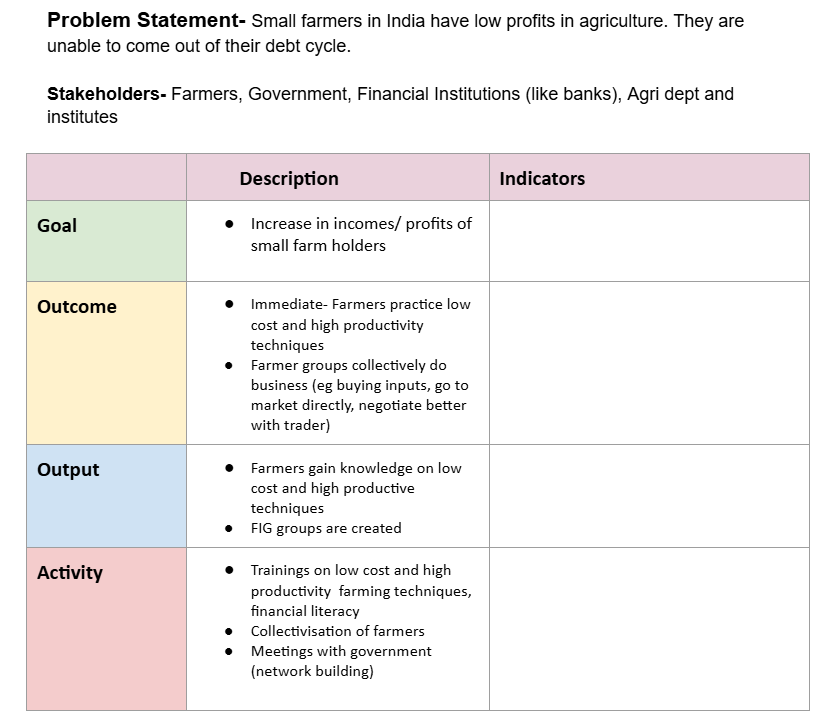 Problem Statement- Small farmers in India have low profits in agriculture. They are
unable to come out of their debt cycle.
Stakeholders- Farmers, Government, Financial Institutions (like banks), Agri dept and
institutes
Description
Indicators
Goal
● Increase in incomes/ profits of
small farm holders
Outcome
● Immediate- Farmers practice low
cost and high productivity
techniques
● Farmer groups collectively do
business (eg buying inputs, go to
market directly, negotiate better
with trader)
Output
● Farmers gain knowledge on low
cost and high productive
techniques
● FIG groups are created
Activity
● Trainings on low cost and high
productivity  farming techniques,
financial literacy
● Collectivisation of farmers
● Meetings with government
(network building)